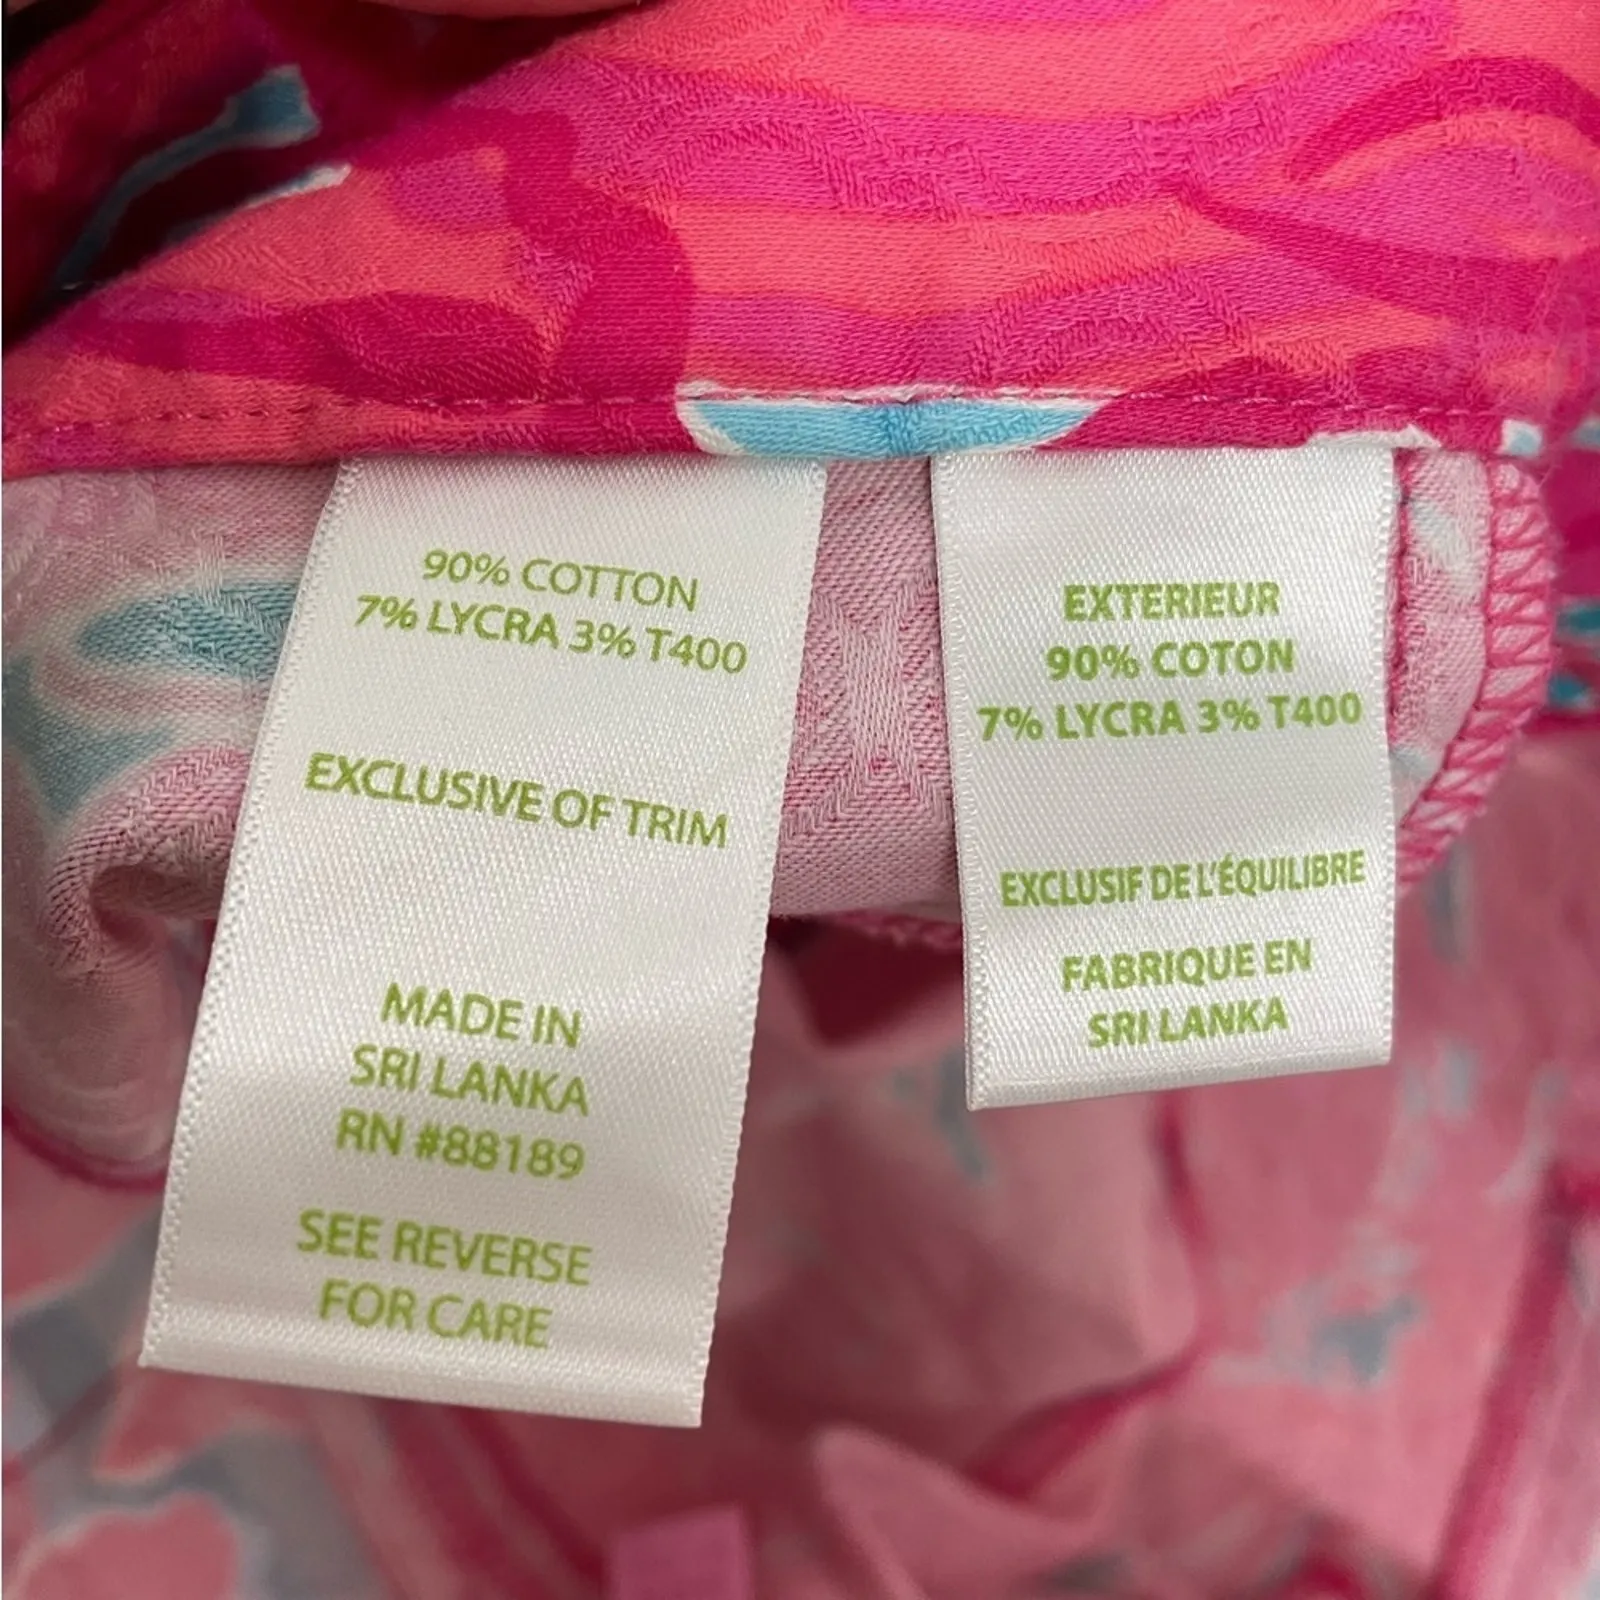 90% COTTON
7% LYCRA 3% T400
EXCLUSIVE OF TRIM
MADE IN
SRI LANKA
RN #88189
SEE REVERSE
FOR CARE
EXTERIEUR
90% COTON
7% LYCRA 3% T400
EXCLUSIF DE L'ÉQUILIBRE
FABRIQUE EN
SRI LANKA